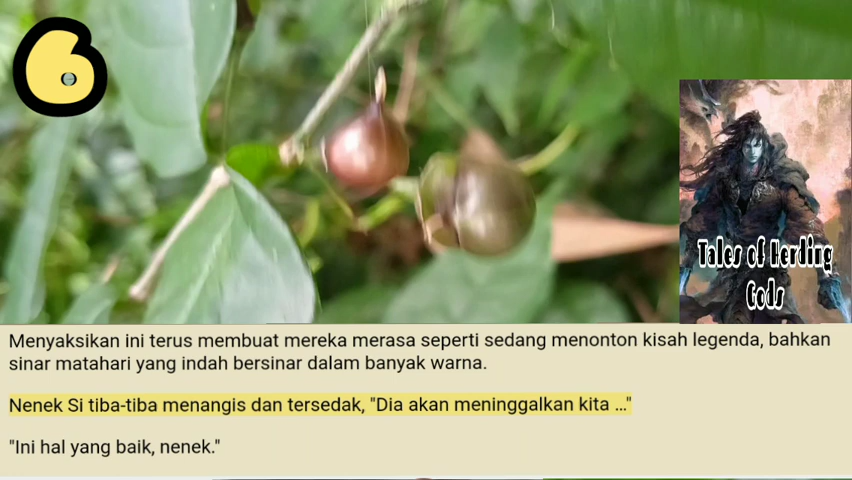 6
Tales of Herding
Gods
Menyaksikan ini terus membuat mereka merasa seperti sedang menonton kisah legenda, bahkan
sinar matahari yang indah bersinar dalam banyak warna.
Nenek Si tiba-tiba menangis dan tersedak, "Dia akan meninggalkan kita ..."
"Ini hal yang baik, nenek."